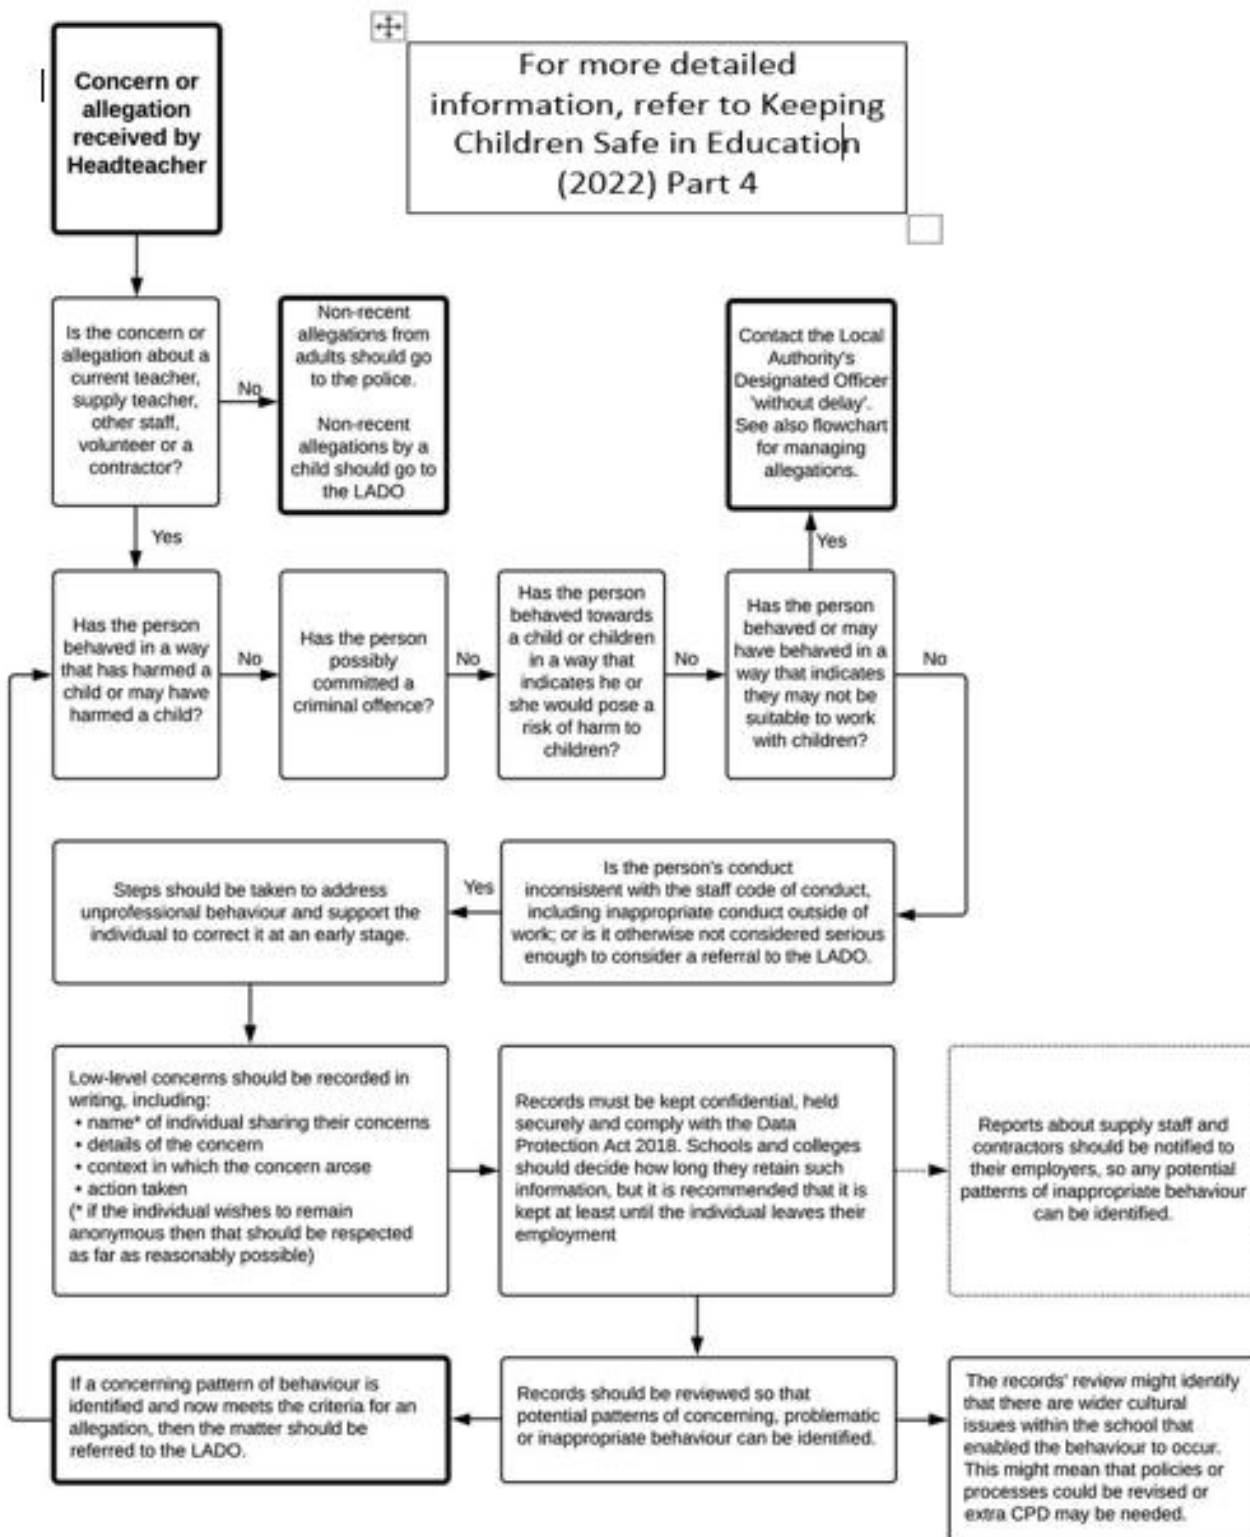 Concern or
allegation
received by
Headteacher
For more detailed
information, refer to Keeping
Children Safe in Education
(2022) Part 4
Is the concern or
allegation about a
current teacher,
supply teacher,
other staff,
volunteer or a
contractor?
No
Non-recent
allegations from
adults should go
to the police.
Non-recent
allegations by a
child should go to
the LADO
Contact the Local
Authority's
Designated Officer
'without delay'.
See also flowchart
for managing
allegations.
Yes
Yes
Has the person
behaved in a way
that has harmed a
child or may have
harmed a child?
No
Has the person
possibly
committed a
criminal offence?
No
Has the person
behaved towards
a child or children
in a way that
indicates he or
she would pose a
risk of harm to
children?
No
Has the person
behaved or may
have behaved in a
way that indicates
they may not be
suitable to work
with children?
No
Is the person's conduct
inconsistent with the staff code of conduct,
including inappropriate conduct outside of
work; or is it otherwise not considered serious
enough to consider a referral to the LADO.
Yes
Steps should be taken to address
unprofessional behaviour and support the
individual to correct it at an early stage.
Low-level concerns should be recorded in
writing, including:
• name* of individual sharing their concerns
• details of the concern
• context in which the concern arose
• action taken
(* if the individual wishes to remain
anonymous then that should be respected
as far as reasonably possible)
Records must be kept confidential, held
securely and comply with the Data
Protection Act 2018. Schools and colleges
should decide how long they retain such
information, but it is recommended that it is
kept at least until the individual leaves their
employment
Reports about supply staff and
contractors should be notified to
their employers, so any potential
patterns of inappropriate behaviour
can be identified.
If a concerning pattern of behaviour is
identified and now meets the criteria for an
allegation, then the matter should be
referred to the LADO.
Records should be reviewed so that
potential patterns of concerning, problematic
or inappropriate behaviour can be identified.
The records' review might identify
that there are wider cultural
issues within the school that
enabled the behaviour to occur.
This might mean that policies or
processes could be revised or
extra CPD may be needed.